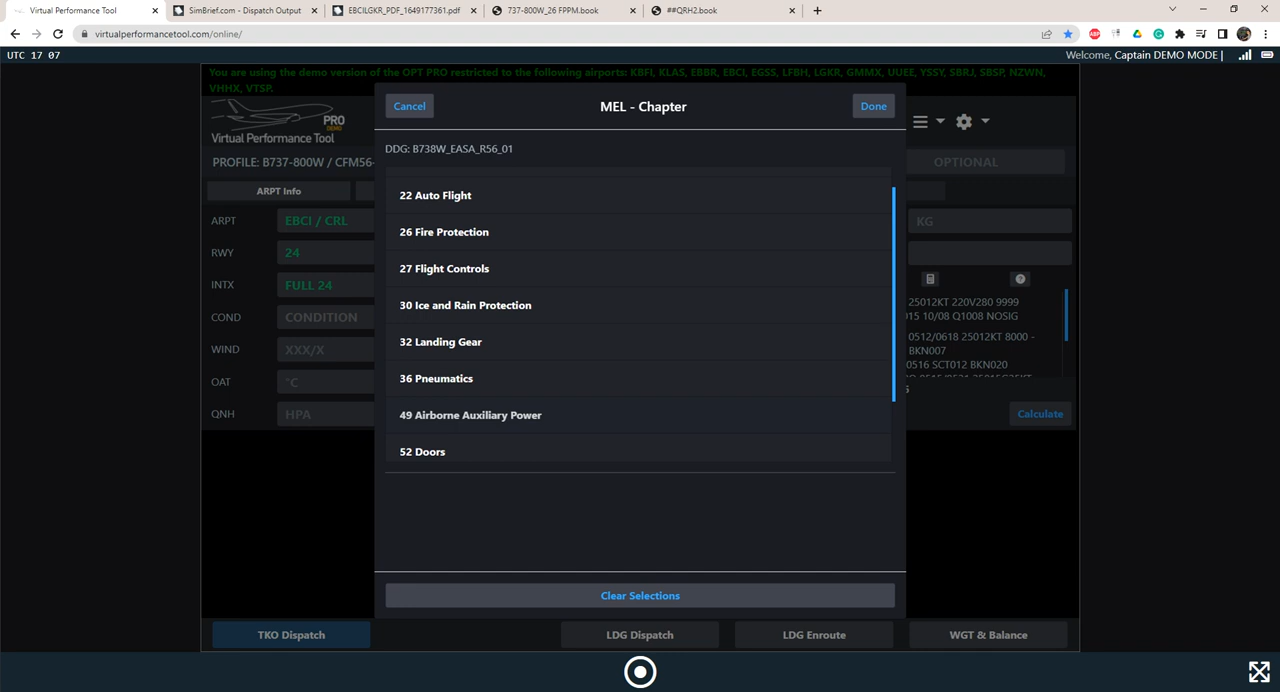 Virtual Performance Tool
SimBrief.com - Dispatch Output
EBCILGKR_PDF_1649177361.pdf
737-800W_26 FPPM.book
##QRH2.book
virtualperformancetool.com/online/
UTC 17 07
Welcome, Captain DEMO MODE |
You are using the demo version of the OPT PRO restricted to the following airports: KBFI, KLAS, EBBR, EBCI, EGSS, LFBH, LGKR, GMMX, UUEE, YSSY, SBRJ, SBSP, NZWN,
VHHX, VTSP.
Cancel
MEL - Chapter
Done
PRO
DEMO
Virtual Performance Tool
DDG: B738W_EASA_R56_01
PROFILE: B737-800W / CFM56-
OPTIONAL
ARPT Info
22 Auto Flight
ARPT
EBCI / CRL
KG
26 Fire Protection
RWY
24
27 Flight Controls
INTX
FULL 24
25012KT 220V280 9999
30 Ice and Rain Protection
015 10/08 Q1008 NOSIG
COND
CONDITION
0512/0618 25012KT 8000 -
32 Landing Gear
WIND
XXX/X
BKN007
0516 SCT012 BKN020
36 Pneumatics
OAT
°C
49 Airborne Auxiliary Power
QNH
HPA
Calculate
52 Doors
Clear Selections
TKO Dispatch
LDG Dispatch
LDG Enroute
WGT & Balance